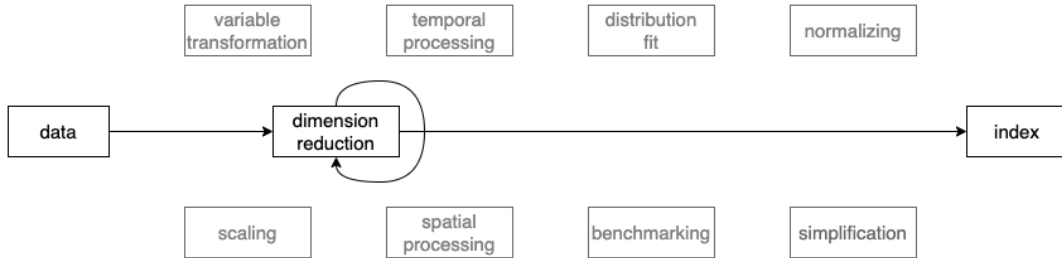 variable
transformation
temporal
processing
distribution
fit
normalizing
data
dimension
reduction
index
scaling
spatial
processing
benchmarking
simplification